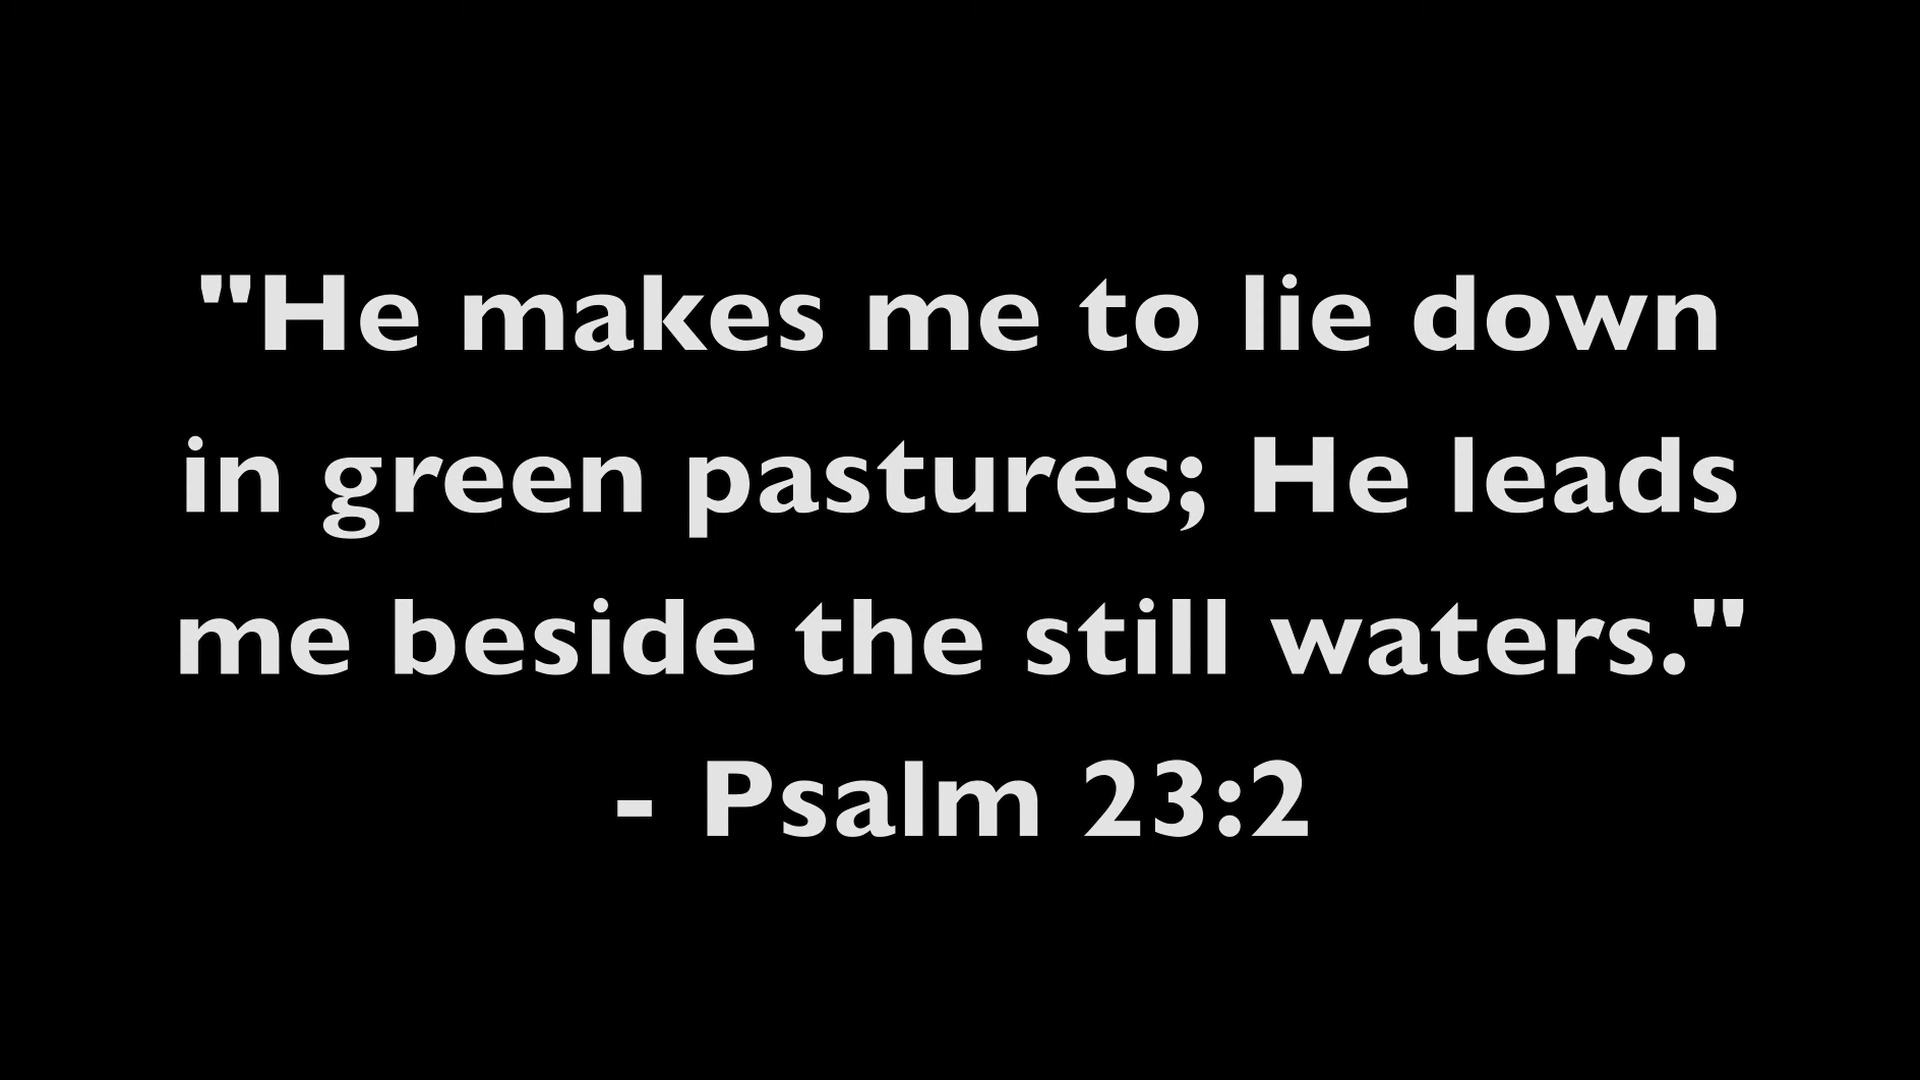 "He makes me to lie down
in green pastures; He leads
me beside the still waters."
- Psalm 23:2